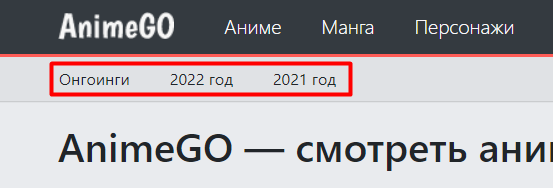 AnimeGO Аниме Манга Персонажи
Онгоинги 2022 год 2021 год
AnimeGO — смотреть ани